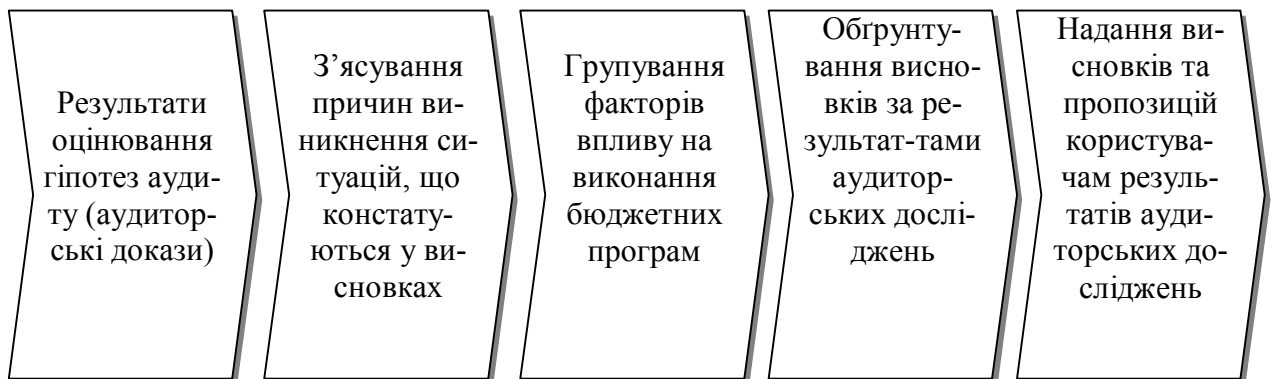 Результати
оцінювання
гіпотез ауди-
ту (аудитор-
ські докази)
З’ясування
причин ви-
никнення си-
туацій, що
констату-
ються у ви-
сновках
Групування
факторів
впливу на
виконання
бюджетних
програм
Обґрунту-
вання висно-
вків за ре-
зультат-тами
аудитор-
ських дослі-
джень
Надання ви-
сновків та
пропозицій
користува-
чам резуль-
татів ауди-
торських до-
сліджень